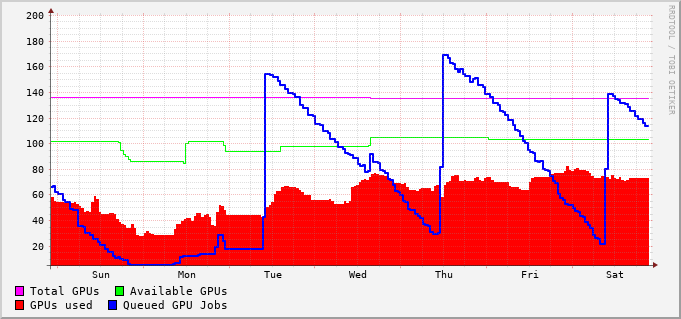 200
180
160
140
120
100
80
60
40
20
Sun Mon Tue Wed Thu Fri Sat
Total GPUs Available GPUs
GPUs used Queued GPU Jobs
RRDTOOL / TOBI OETIKER